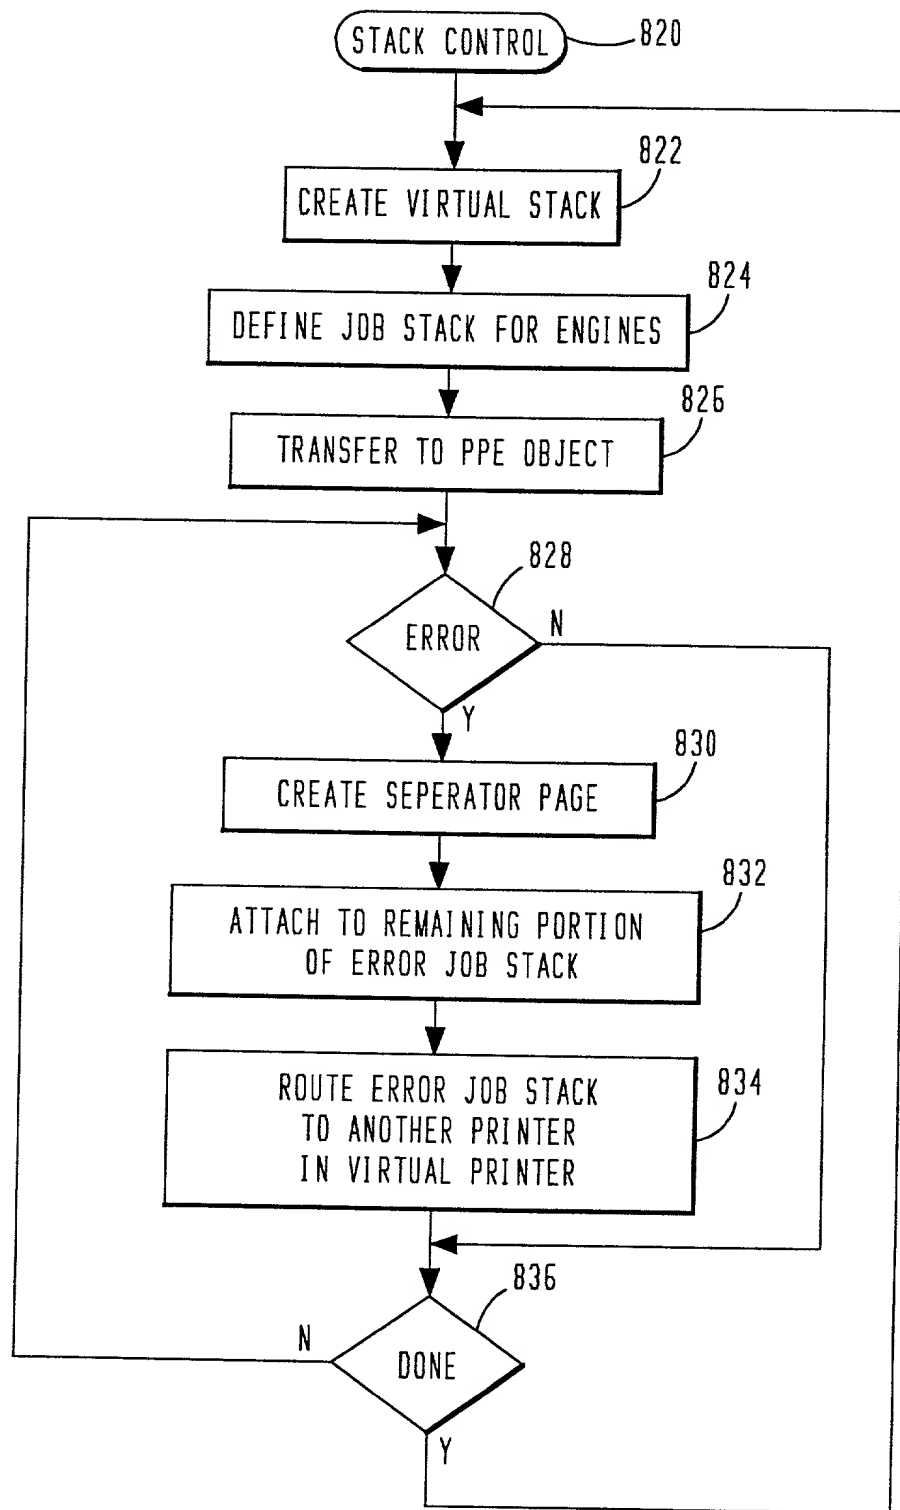 STACK CONTROL
820
822
CREATE VIRTUAL STACK
824
DEFINE JOB STACK FOR ENGINES
826
TRANSFER TO PPE OBJECT
828
ERROR
N
Y
830
CREATE SEPERATOR PAGE
832
ATTACH TO REMAINING PORTION
OF ERROR JOB STACK
834
ROUTE ERROR JOB STACK
TO ANOTHER PRINTER
IN VIRTUAL PRINTER
836
N
DONE
Y